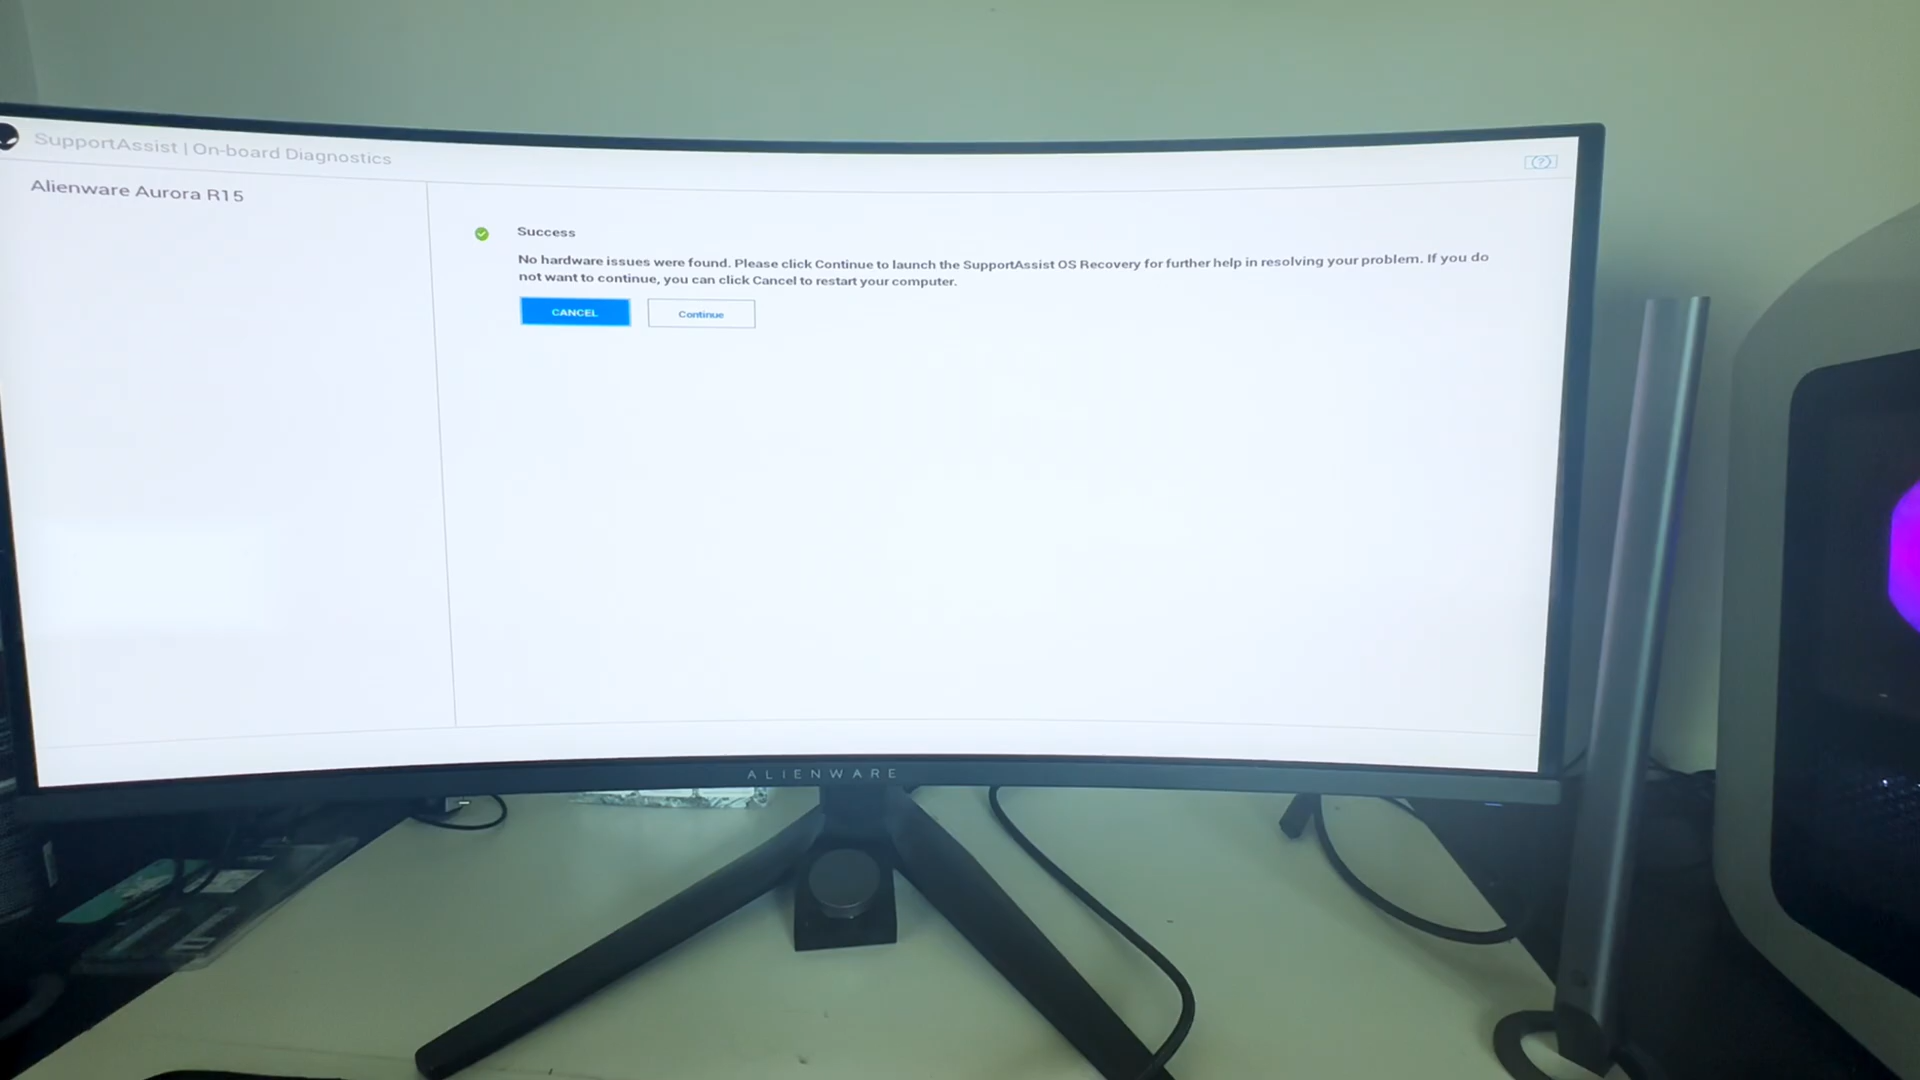 SupportAssist | On-board Diagnostics
Alienware Aurora R15
Success
No hardware issues were found. Please click Continue to launch the SupportAssist OS Recovery for further help in resolving your problem. If you do
not want to continue, you can click Cancel to restart your computer.
CANCEL Continue
ALIENWARE